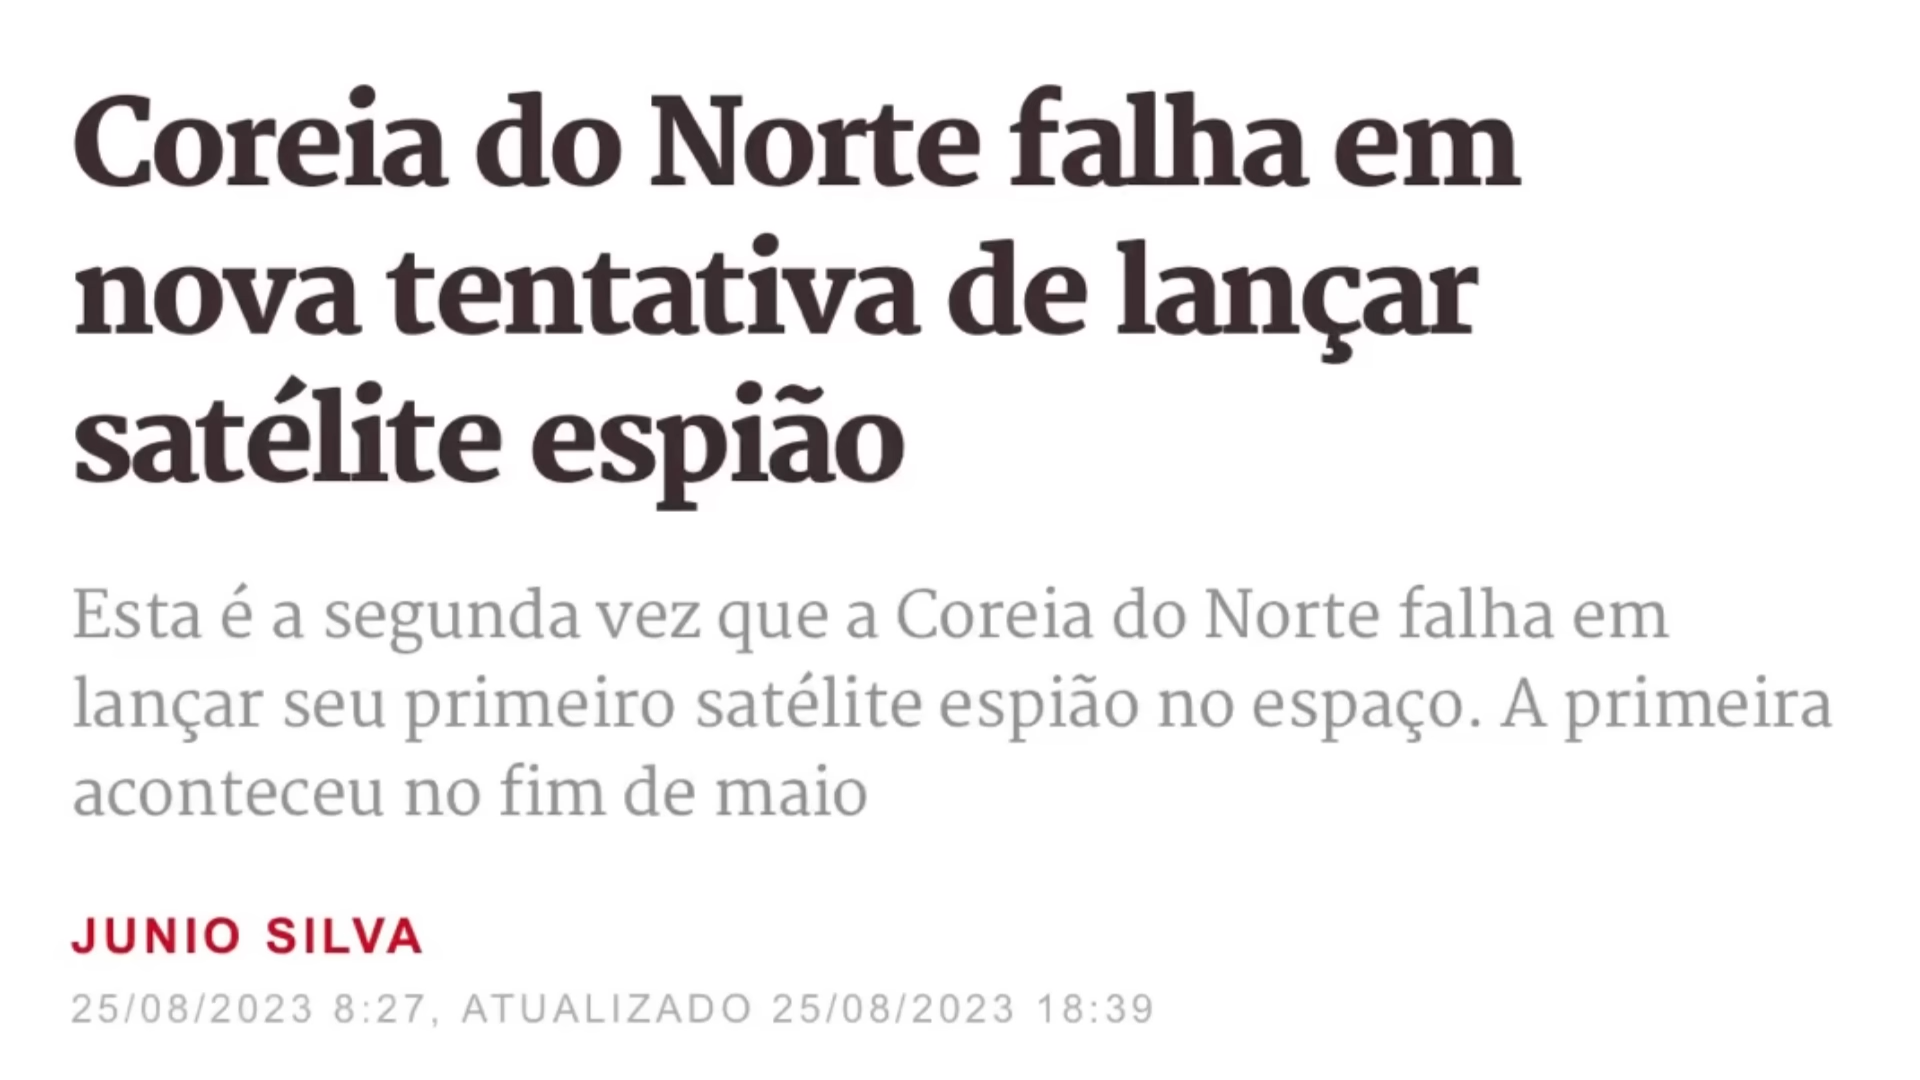 Coreia do Norte falha em
nova tentativa de lançar
satélite espião
Esta é a segunda vez que a Coreia do Norte falha em
lançar seu primeiro satélite espião no espaço. A primeira
aconteceu no fim de maio
JUNIO SILVA
25/08/2023 8:27, ATUALIZADO 25/08/2023 18:39